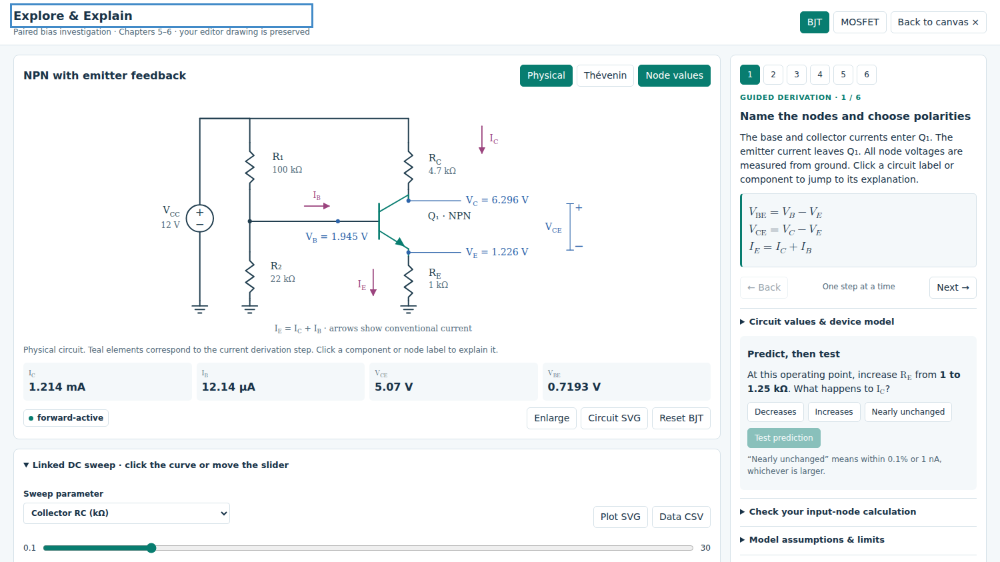 Explore & Explain
Paired bias investigation · Chapters 5–6 · your editor drawing is preserved
BJT
MOSFET
Back to canvas ×
NPN with emitter feedback
Physical
Thévenin
Node values
R₁
100 kΩ
R_C
4.7 kΩ
I_C
I_B
V_C = 6.296 V
V_CC
12 V
Q₁ · NPN
V_CE
+
−
V_B = 1.945 V
V_E = 1.226 V
R₂
22 kΩ
I_E
R_E
1 kΩ
I_E = I_C + I_B · arrows show conventional current
Physical circuit. Teal elements correspond to the current derivation step. Click a component or node label to explain it.
I_C
1.214 mA
I_B
12.14 µA
V_CE
5.07 V
V_BE
0.7193 V
forward-active
Enlarge
Circuit SVG
Reset BJT
▼ Linked DC sweep · click the curve or move the slider
Sweep parameter
Collector RC (kΩ)
Plot SVG
Data CSV
0.1
30
1 2 3 4 5 6
GUIDED DERIVATION · 1 / 6
Name the nodes and choose polarities
The base and collector currents enter Q₁. The
emitter current leaves Q₁. All node voltages are
measured from ground. Click a circuit label or
component to jump to its explanation.
V_BE = V_B − V_E
V_CE = V_C − V_E
I_E = I_C + I_B
← Back
One step at a time
Next →
▶ Circuit values & device model
Predict, then test
At this operating point, increase R_E from 1 to
1.25 kΩ. What happens to I_C?
Decreases
Increases
Nearly unchanged
Test prediction
“Nearly unchanged” means within 0.1% or 1 nA,
whichever is larger.
▶ Check your input-node calculation
▶ Model assumptions & limits